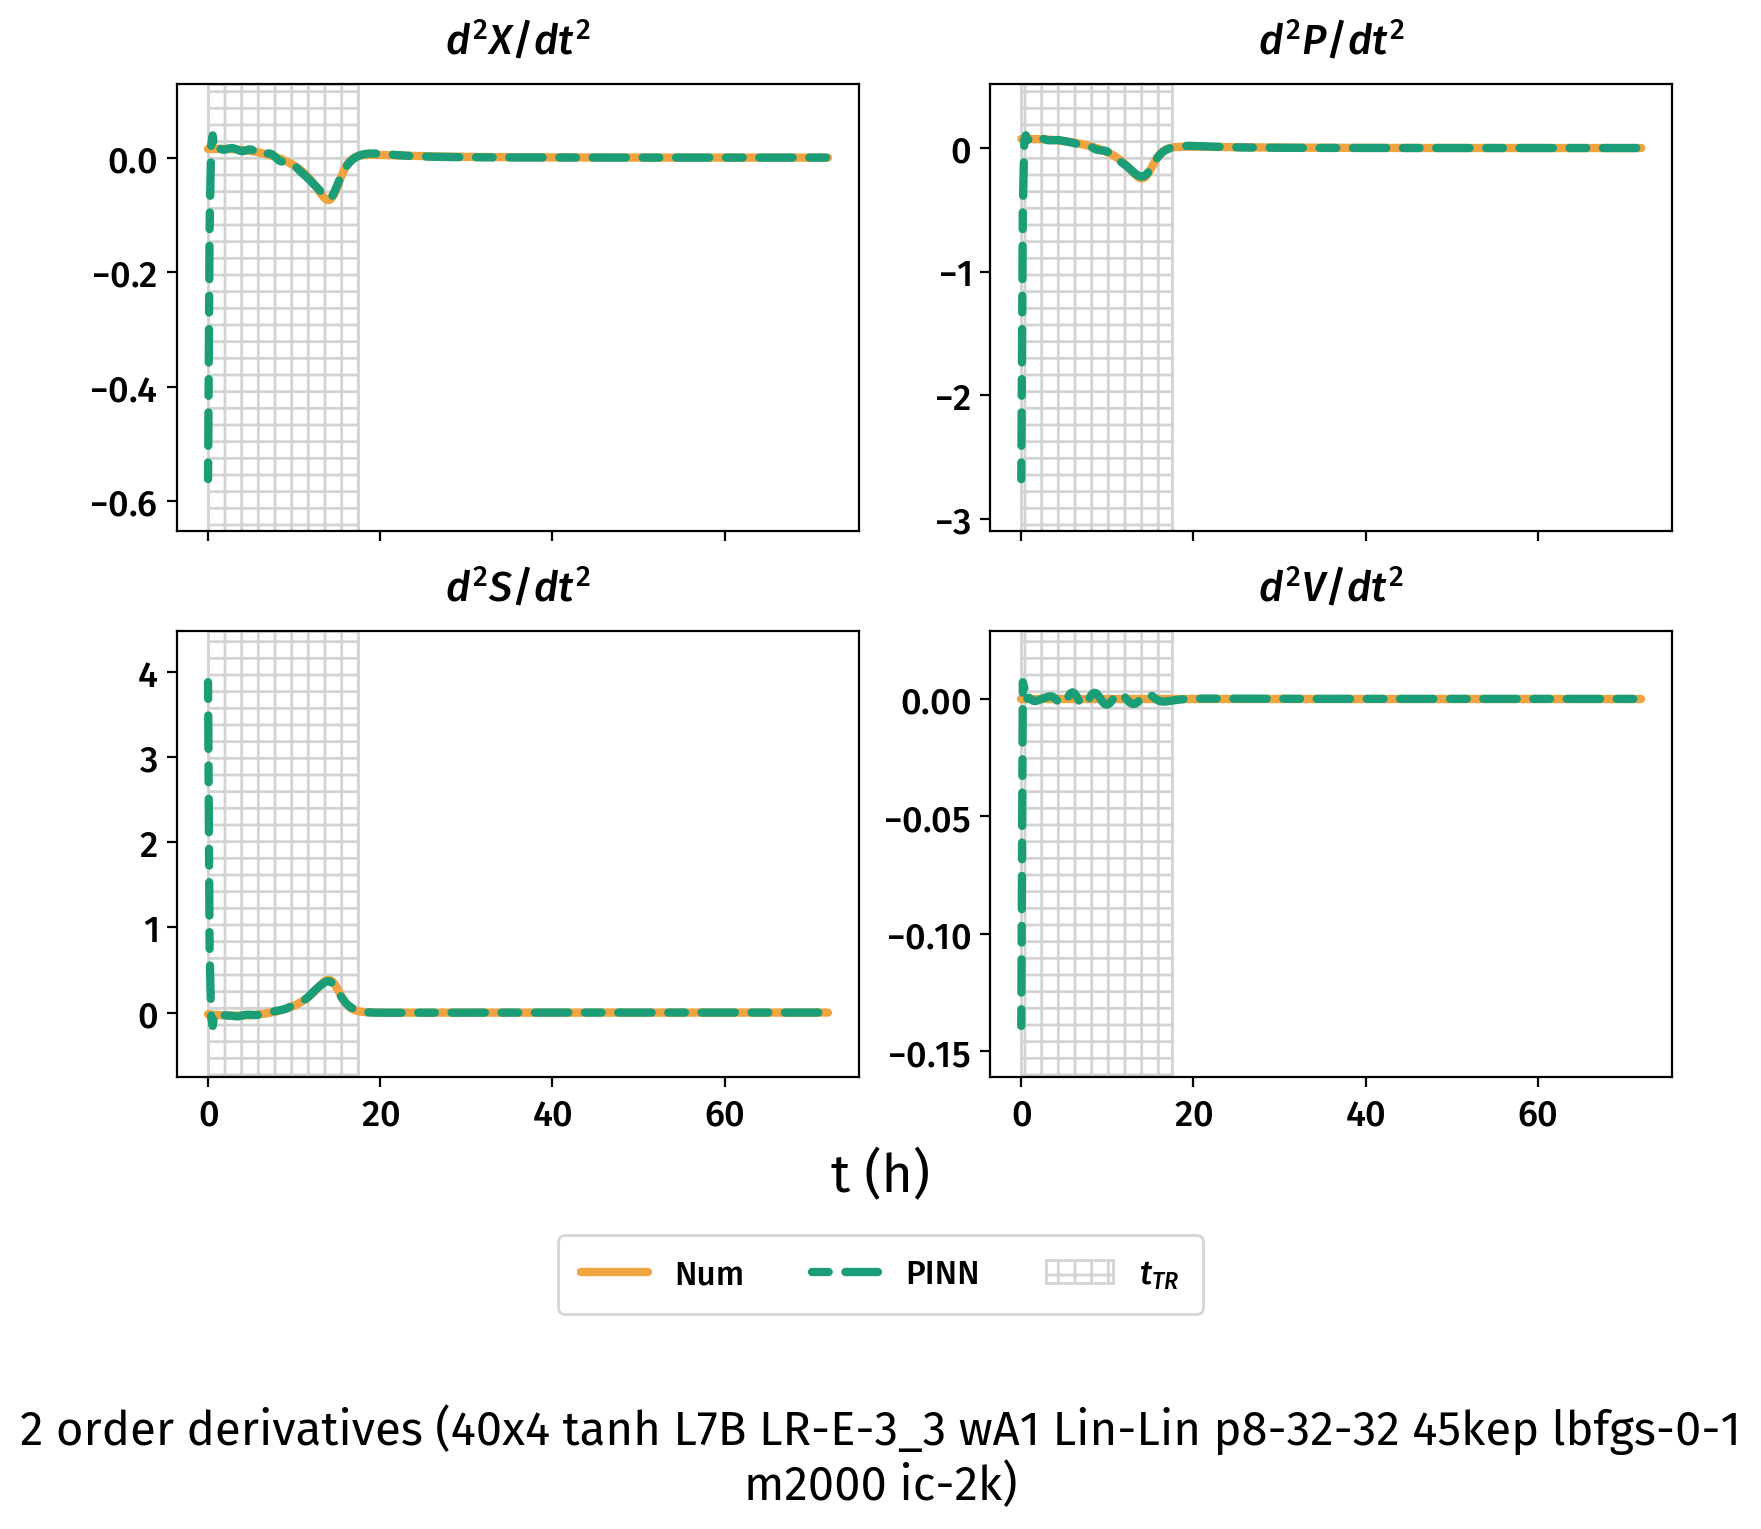 d²X/dt²
d²P/dt²
0.0
−0.2
−0.4
−0.6
0
−1
−2
−3
d²S/dt²
d²V/dt²
4
3
2
1
0
0.00
−0.05
−0.10
−0.15
0 20 40 60
0 20 40 60
t (h)
Num PINN t_TR
2 order derivatives (40x4 tanh L7B LR-E-3_3 wA1 Lin-Lin p8-32-32 45kep lbfgs-0-1
m2000 ic-2k)